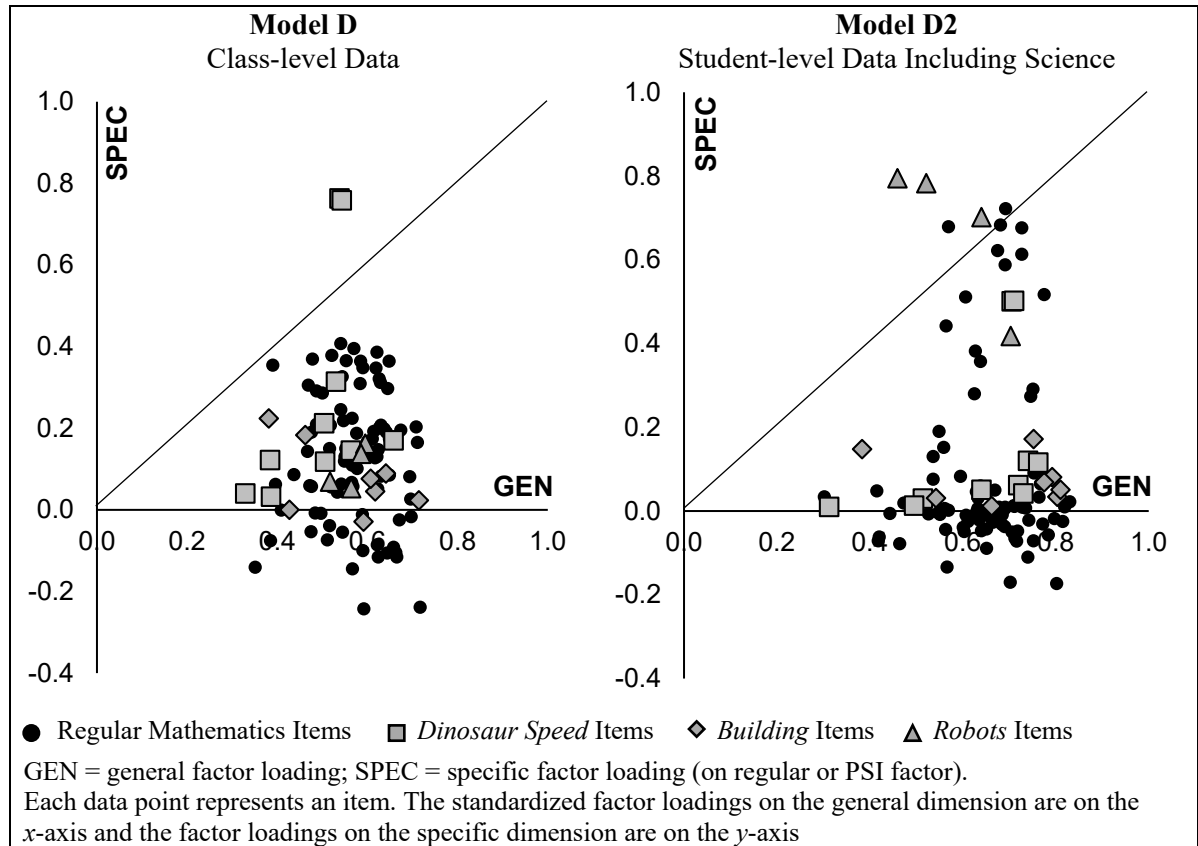 Model D
Class-level Data
1.0
0.8
0.6
0.4
0.2
0.0
-0.2
-0.4
SPEC
GEN
0.0
0.2
0.4
0.6
0.8
1.0
Model D2
Student-level Data Including Science
1.0
0.8
0.6
0.4
0.2
0.0
-0.2
-0.4
SPEC
GEN
0.0
0.2
0.4
0.6
0.8
1.0
Regular Mathematics Items
Dinosaur Speed Items
Building Items
Robots Items
GEN = general factor loading; SPEC = specific factor loading (on regular or PSI factor).
Each data point represents an item. The standardized factor loadings on the general dimension are on the
x-axis and the factor loadings on the specific dimension are on the y-axis